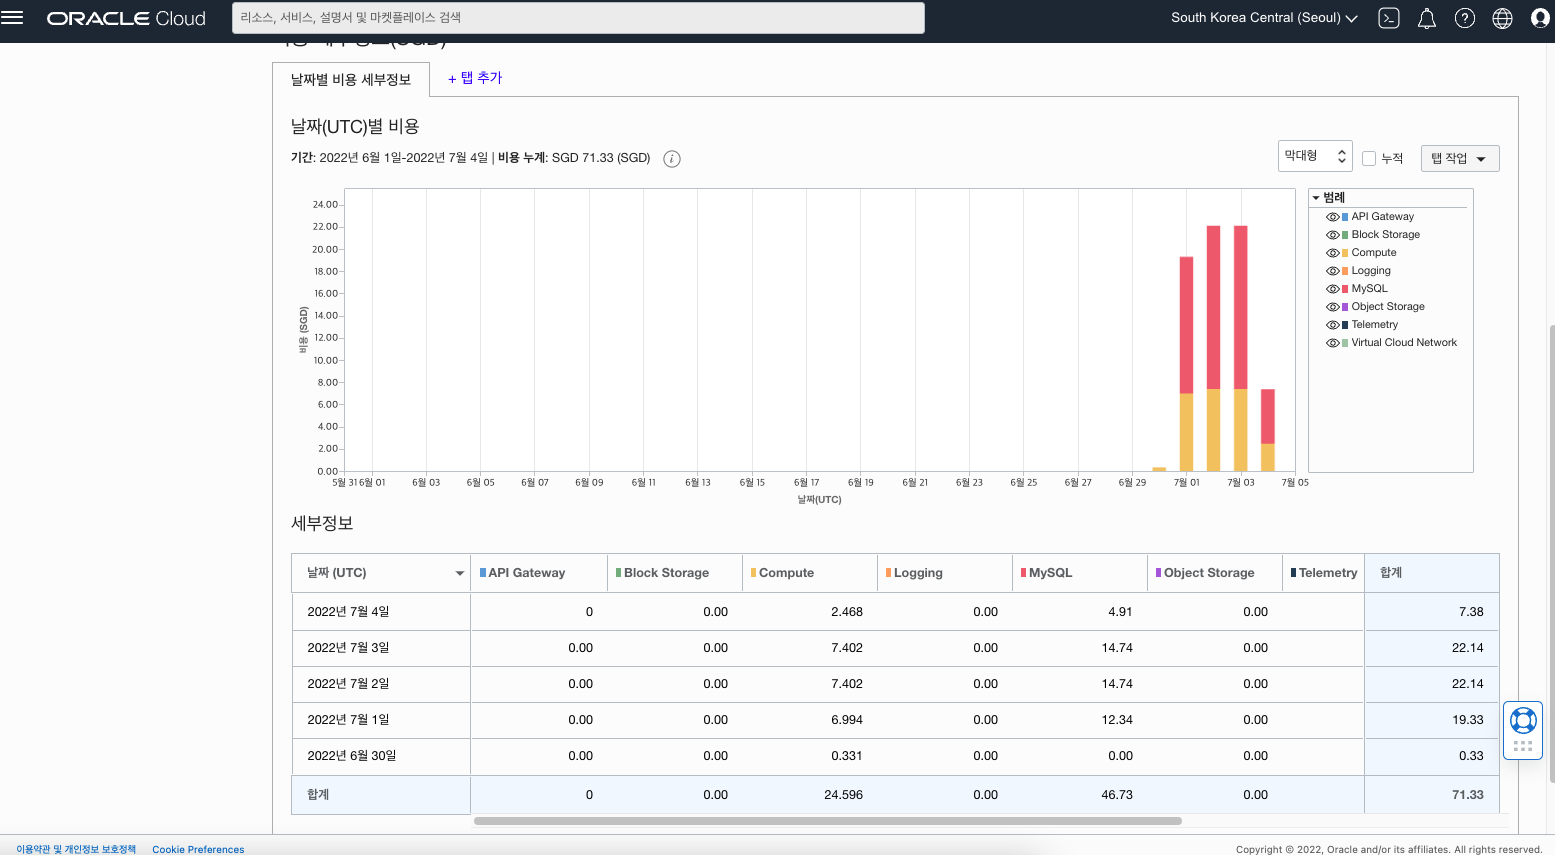 ORACLE Cloud
리소스, 서비스, 설명서 및 마켓플레이스 검색
South Korea Central (Seoul)
날짜별 비용 세부정보
+ 탭 추가
날짜(UTC)별 비용
기간: 2022년 6월 1일-2022년 7월 4일 | 비용 누계: SGD 71.33 (SGD)
막대형
누적
탭 작업
24.00
22.00
20.00
18.00
16.00
14.00
12.00
10.00
8.00
6.00
4.00
2.00
0.00
비용 (SGD)
5월 31 6월 01 6월 03 6월 05 6월 07 6월 09 6월 11 6월 13 6월 15 6월 17 6월 19 6월 21 6월 23 6월 25 6월 27 6월 29 7월 01 7월 03 7월 05
날짜(UTC)
범례
API Gateway
Block Storage
Compute
Logging
MySQL
Object Storage
Telemetry
Virtual Cloud Network
세부정보
날짜 (UTC) API Gateway Block Storage Compute Logging MySQL Object Storage Telemetry 합계
2022년 7월 4일 0 0.00 2.468 0.00 4.91 0.00 7.38
2022년 7월 3일 0.00 0.00 7.402 0.00 14.74 0.00 22.14
2022년 7월 2일 0.00 0.00 7.402 0.00 14.74 0.00 22.14
2022년 7월 1일 0.00 0.00 6.994 0.00 12.34 0.00 19.33
2022년 6월 30일 0.00 0.00 0.331 0.00 0.00 0.00 0.33
합계 0 0.00 24.596 0.00 46.73 0.00 71.33
이용약관 및 개인정보 보호정책 Cookie Preferences
Copyright © 2022, Oracle and/or its affiliates. All rights reserved.